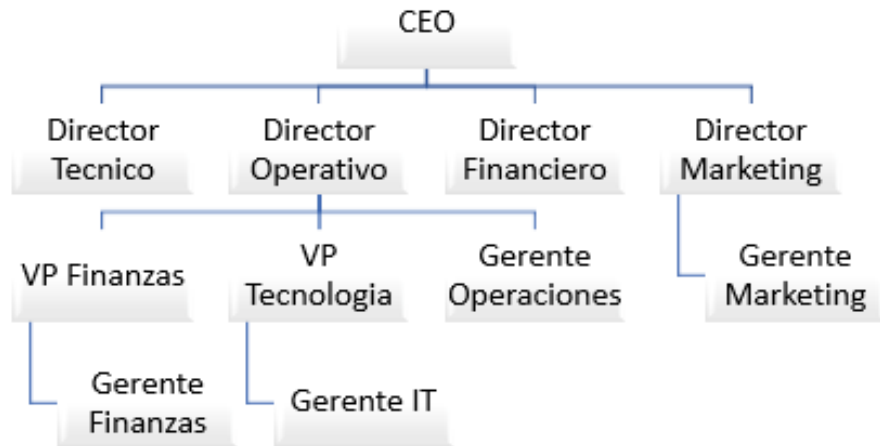 CEO
Director
Tecnico
Director
Operativo
Director
Financiero
Director
Marketing
VP Finanzas
VP
Tecnologia
Gerente
Operaciones
Gerente
Marketing
Gerente
Finanzas
Gerente IT